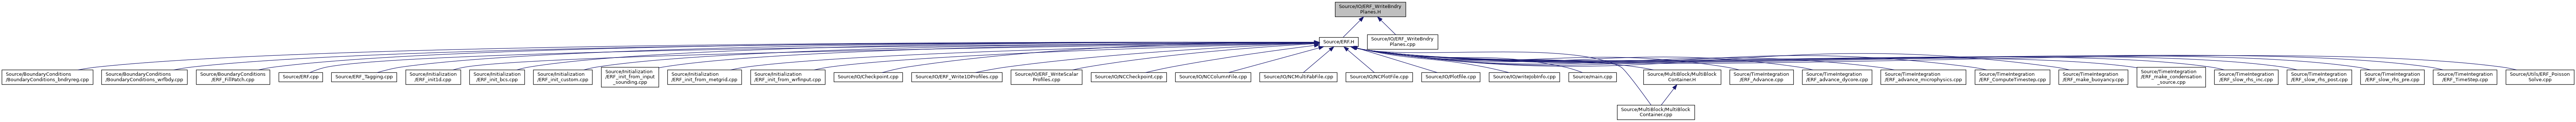 Source/IO/ERF_WriteBndry
Planes.H
Source/ERF.H
Source/IO/ERF_WriteBndry
Planes.cpp
Source/BoundaryConditions
/BoundaryConditions_bndryreg.cpp
Source/BoundaryConditions
/BoundaryConditions_wrfbdy.cpp
Source/BoundaryConditions
/ERF_FillPatch.cpp
Source/ERF.cpp
Source/ERF_Tagging.cpp
Source/Initialization
/ERF_init1d.cpp
Source/Initialization
/ERF_init_bcs.cpp
Source/Initialization
/ERF_init_custom.cpp
Source/Initialization
/ERF_init_from_input
_sounding.cpp
Source/Initialization
/ERF_init_from_metgrid.cpp
Source/Initialization
/ERF_init_from_wrfinput.cpp
Source/IO/Checkpoint.cpp
Source/IO/ERF_Write1DProfiles.cpp
Source/IO/ERF_WriteScalar
Profiles.cpp
Source/IO/NCCheckpoint.cpp
Source/IO/NCColumnFile.cpp
Source/IO/NCMultiFabFile.cpp
Source/IO/NCPlotFile.cpp
Source/IO/Plotfile.cpp
Source/IO/writeJobInfo.cpp
Source/main.cpp
Source/MultiBlock/MultiBlock
Container.H
Source/TimeIntegration
/ERF_Advance.cpp
Source/TimeIntegration
/ERF_advance_dycore.cpp
Source/TimeIntegration
/ERF_advance_microphysics.cpp
Source/TimeIntegration
/ERF_ComputeTimestep.cpp
Source/TimeIntegration
/ERF_make_buoyancy.cpp
Source/TimeIntegration
/ERF_make_condensation
_source.cpp
Source/TimeIntegration
/ERF_slow_rhs_inc.cpp
Source/TimeIntegration
/ERF_slow_rhs_post.cpp
Source/TimeIntegration
/ERF_slow_rhs_pre.cpp
Source/TimeIntegration
/ERF_TimeStep.cpp
Source/Utils/ERF_Poisson
Solve.cpp
Source/MultiBlock/MultiBlock
Container.cpp